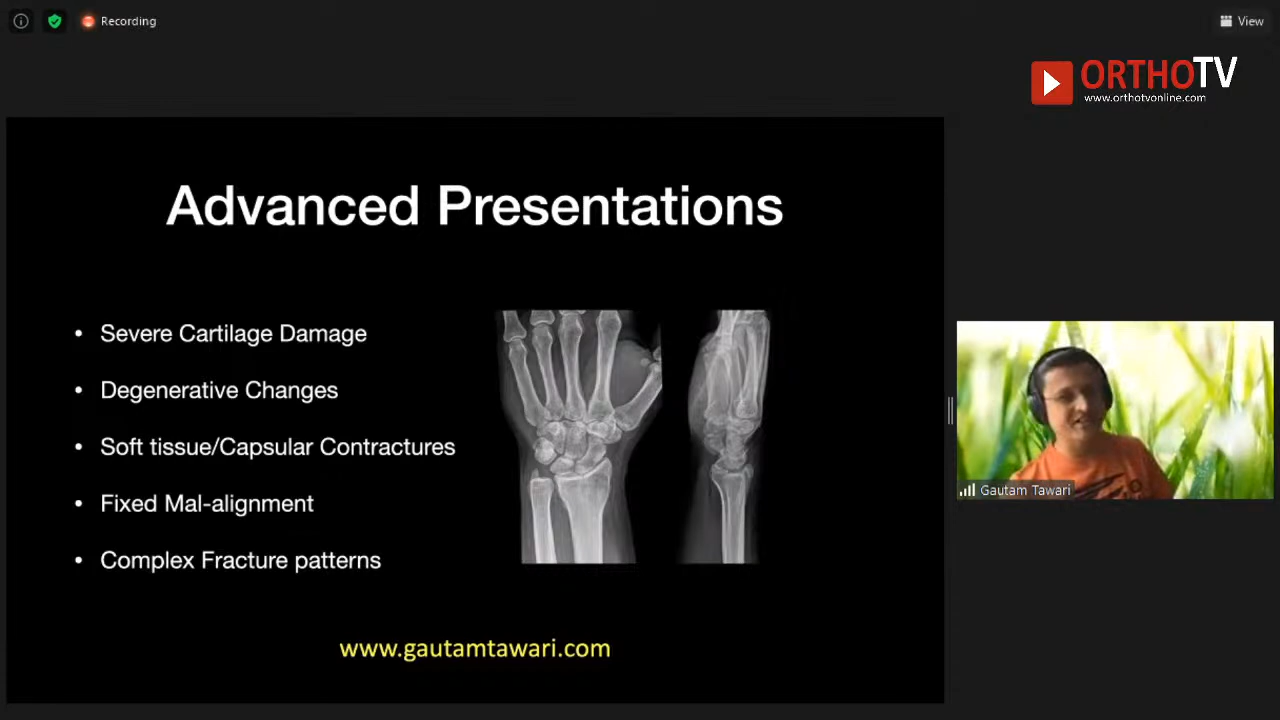 Recording
View
ORTHOTV
www.orthotvonline.com
Advanced Presentations
• Severe Cartilage Damage
• Degenerative Changes
• Soft tissue/Capsular Contractures
• Fixed Mal-alignment
• Complex Fracture patterns
www.gautamtawari.com
Gautam Tawari